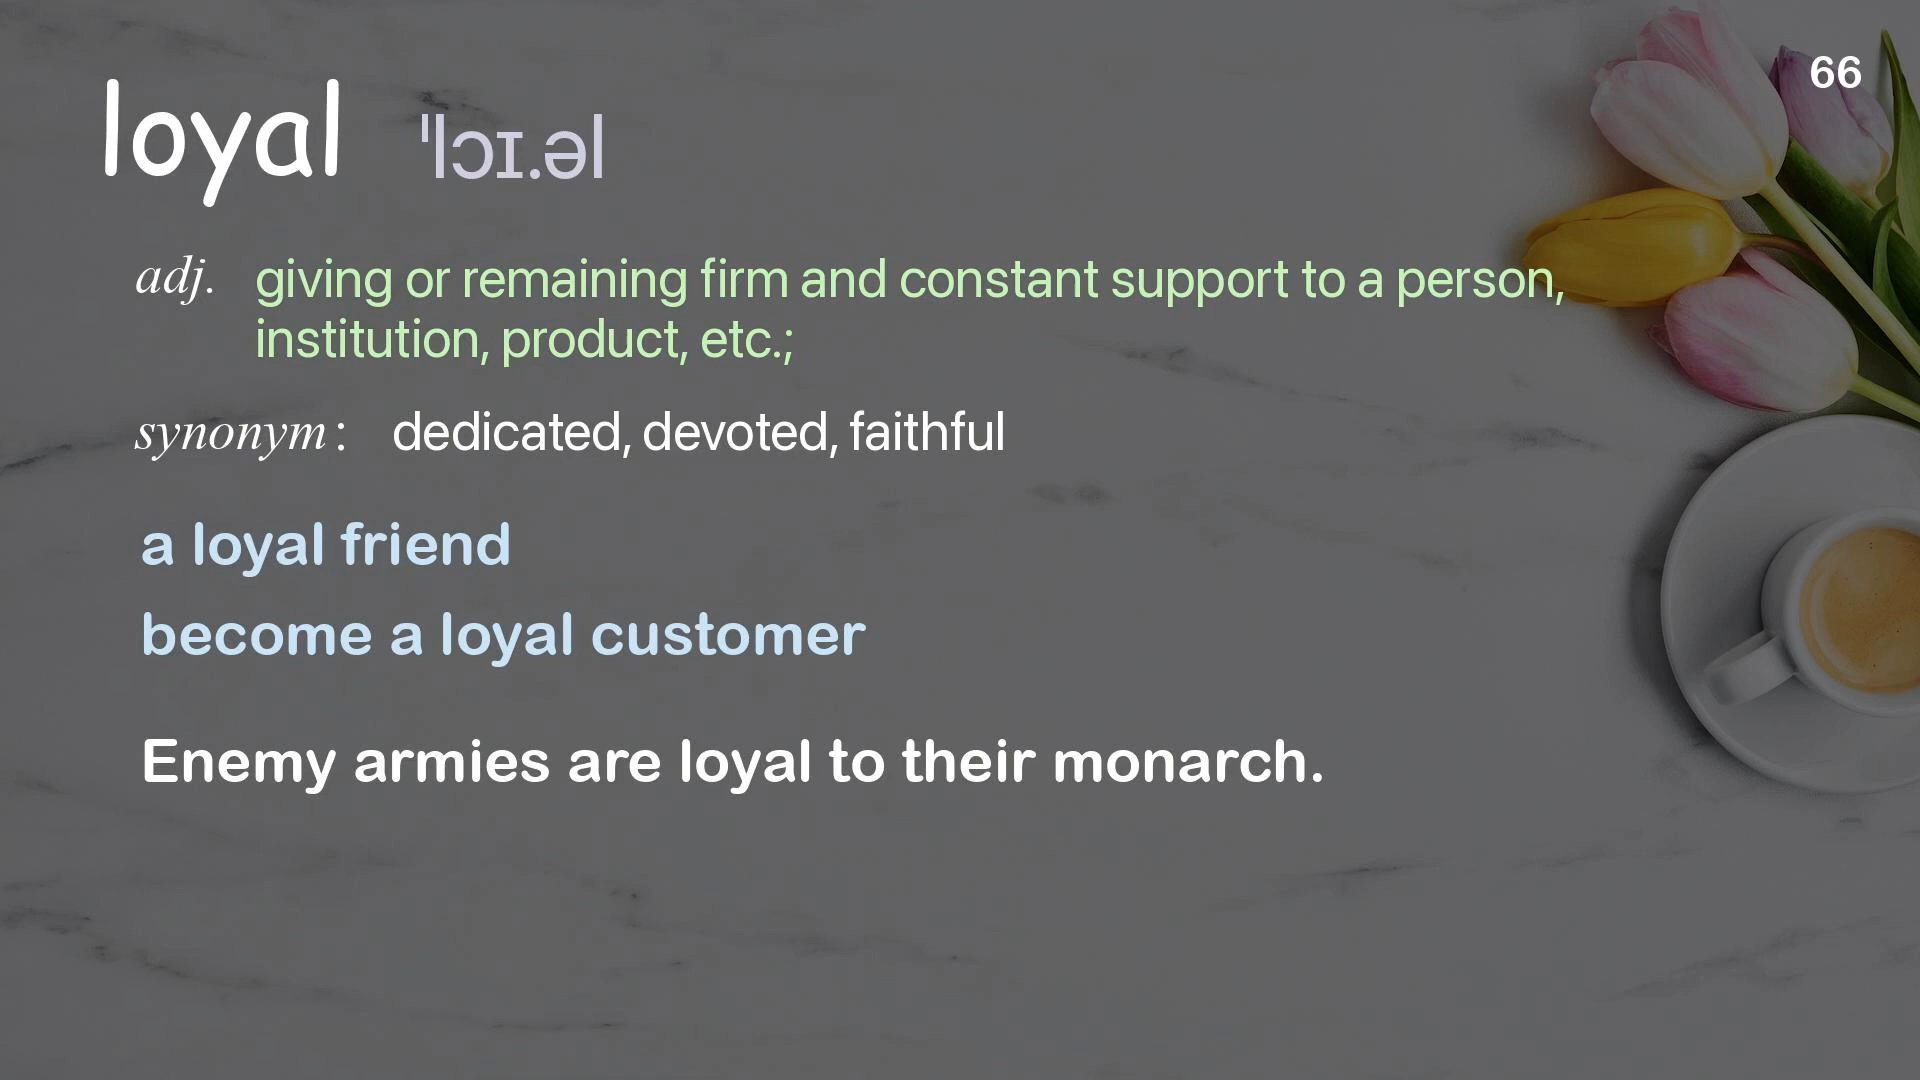 66
loyal ˈlɔɪ.əl
adj. giving or remaining firm and constant support to a person,
institution, product, etc.;
synonym: dedicated, devoted, faithful
a loyal friend
become a loyal customer
Enemy armies are loyal to their monarch.